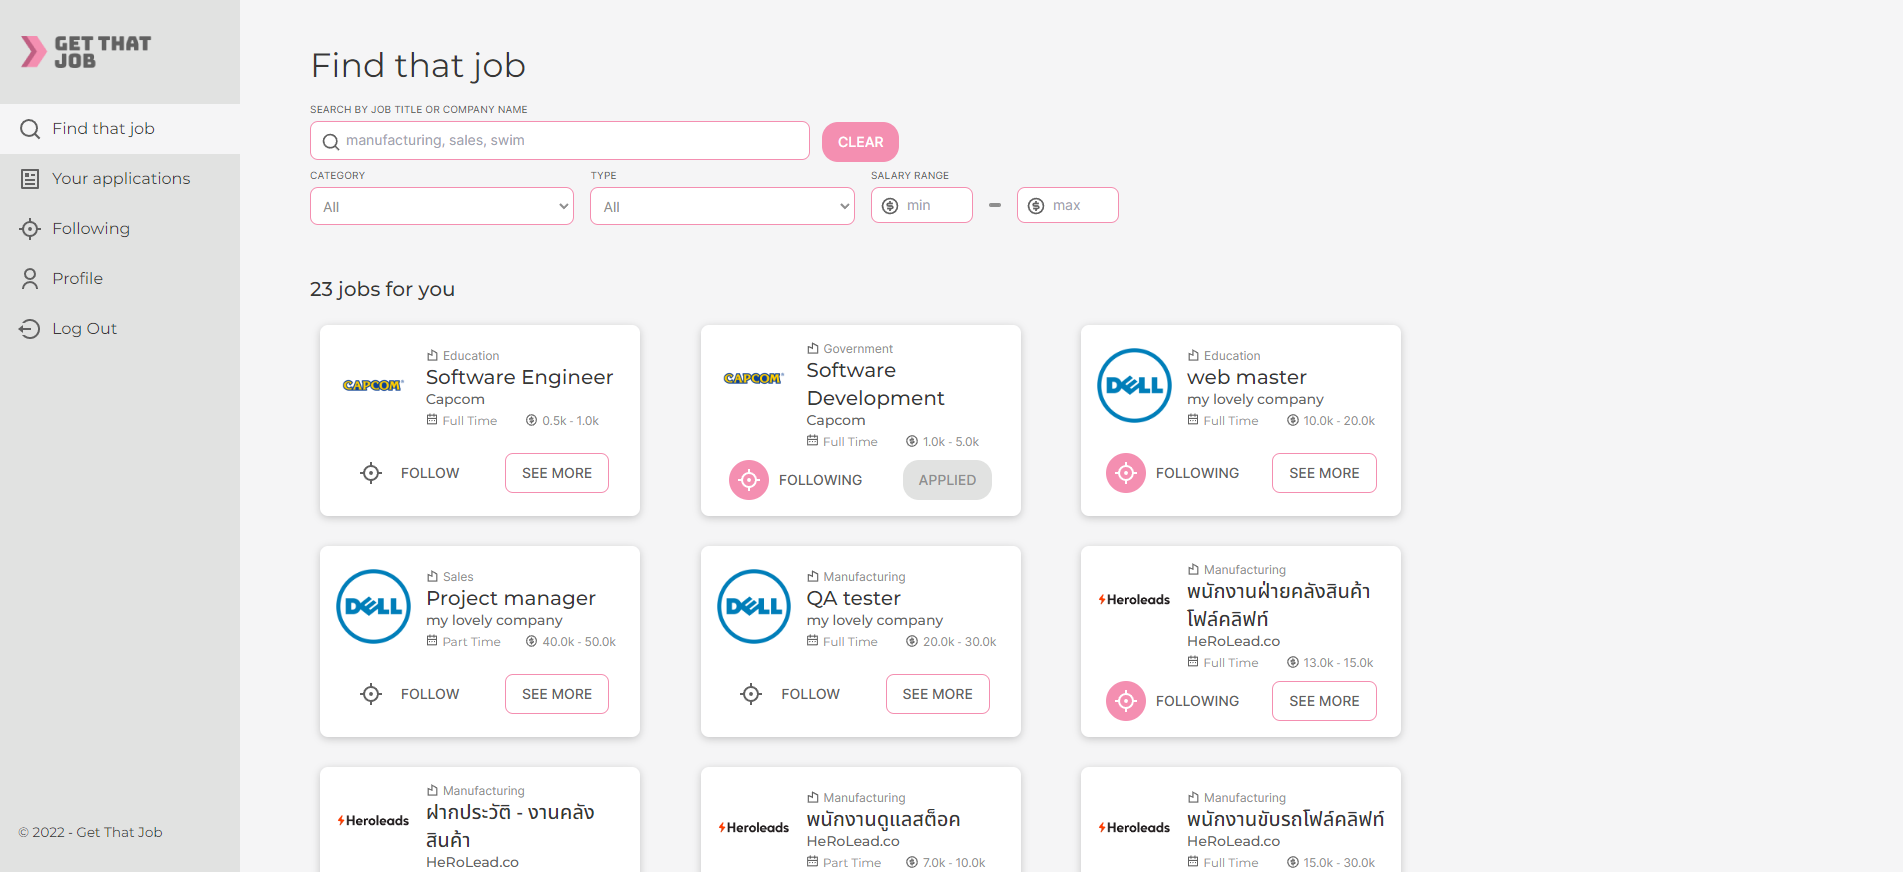 GET THAT
JOB
Find that job
Your applications
Following
Profile
Log Out
© 2022 - Get That Job
Find that job
SEARCH BY JOB TITLE OR COMPANY NAME
manufacturing, sales, swim
CLEAR
CATEGORY
TYPE
SALARY RANGE
All
All
min
max
23 jobs for you
CAPCOM
Education
Software Engineer
Capcom
Full Time 0.5k - 1.0k
FOLLOW SEE MORE
CAPCOM
Government
Software
Development
Capcom
Full Time 1.0k - 5.0k
FOLLOWING APPLIED
DELL
Education
web master
my lovely company
Full Time 10.0k - 20.0k
FOLLOWING SEE MORE
DELL
Sales
Project manager
my lovely company
Part Time 40.0k - 50.0k
FOLLOW SEE MORE
DELL
Manufacturing
QA tester
my lovely company
Full Time 20.0k - 30.0k
FOLLOW SEE MORE
Heroleads
Manufacturing
พนักงานฝ่ายคลังสินค้า
โฟล์คลิฟท์
HeRoLead.co
Full Time 13.0k - 15.0k
FOLLOWING SEE MORE
Heroleads
Manufacturing
ฝากประวัติ - งานคลัง
สินค้า
HeRoLead.co
Heroleads
Manufacturing
พนักงานดูแลสต็อค
HeRoLead.co
Part Time 7.0k - 10.0k
Heroleads
Manufacturing
พนักงานขับรถโฟล์คลิฟท์
HeRoLead.co
Full Time 15.0k - 30.0k